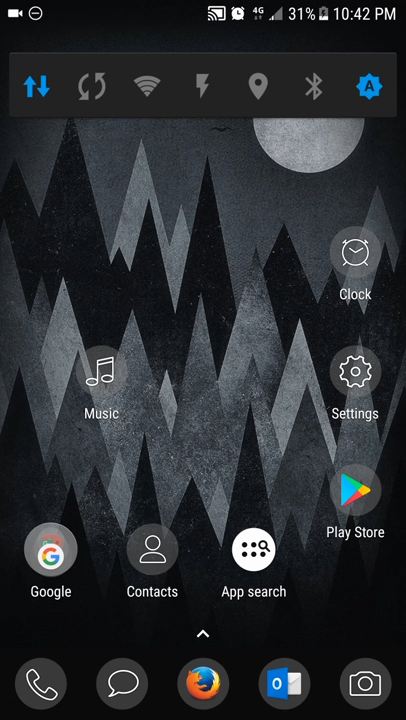 4G 31% 10:42 PM
A
Clock
Music
Settings
Play Store
G
Google
Contacts
App search
O